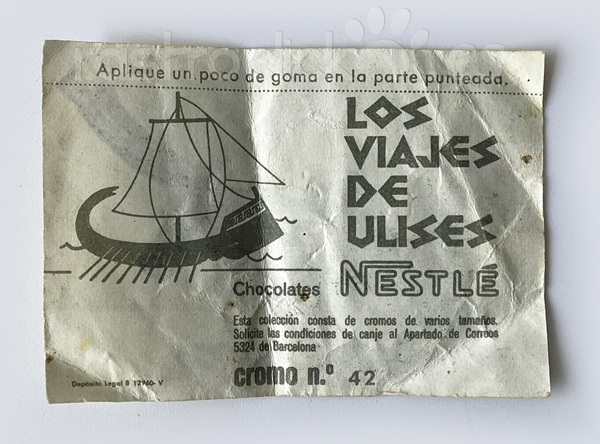 Aplique un poco de goma en la parte punteada.
LOS
VIAJES
DE
ULISES
Chocolates NESTLÉ
Esta colección consta de cromos de varios tamaños.
Solicite las condiciones de canje al Apartado de Correos
5324 de Barcelona
Depósito Legal B 12960-V
cromo n.º 42